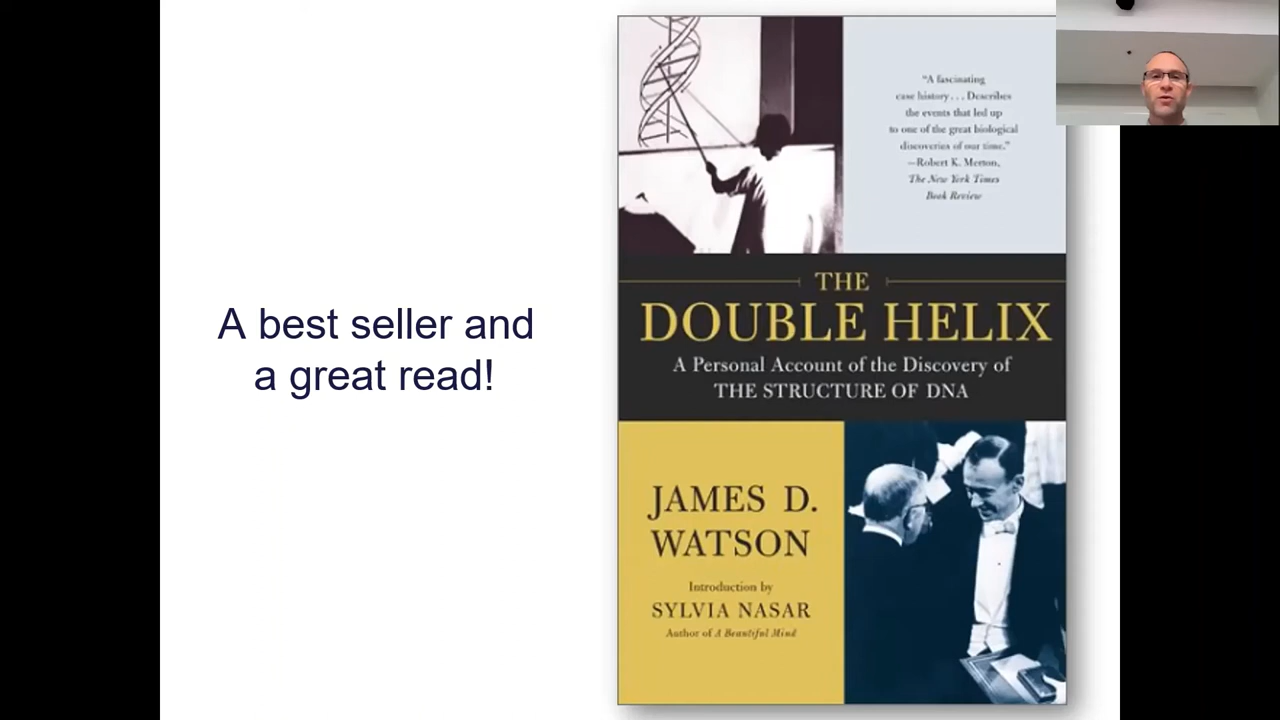 A best seller and
a great read!
“A fascinating
case history . . . Describes
the events that led up
to one of the great biological
discoveries of our time.”
—Robert K. Merton,
The New York Times
Book Review
THE
DOUBLE HELIX
A Personal Account of the Discovery of
THE STRUCTURE OF DNA
JAMES D.
WATSON
Introduction by
SYLVIA NASAR
Author of A Beautiful Mind